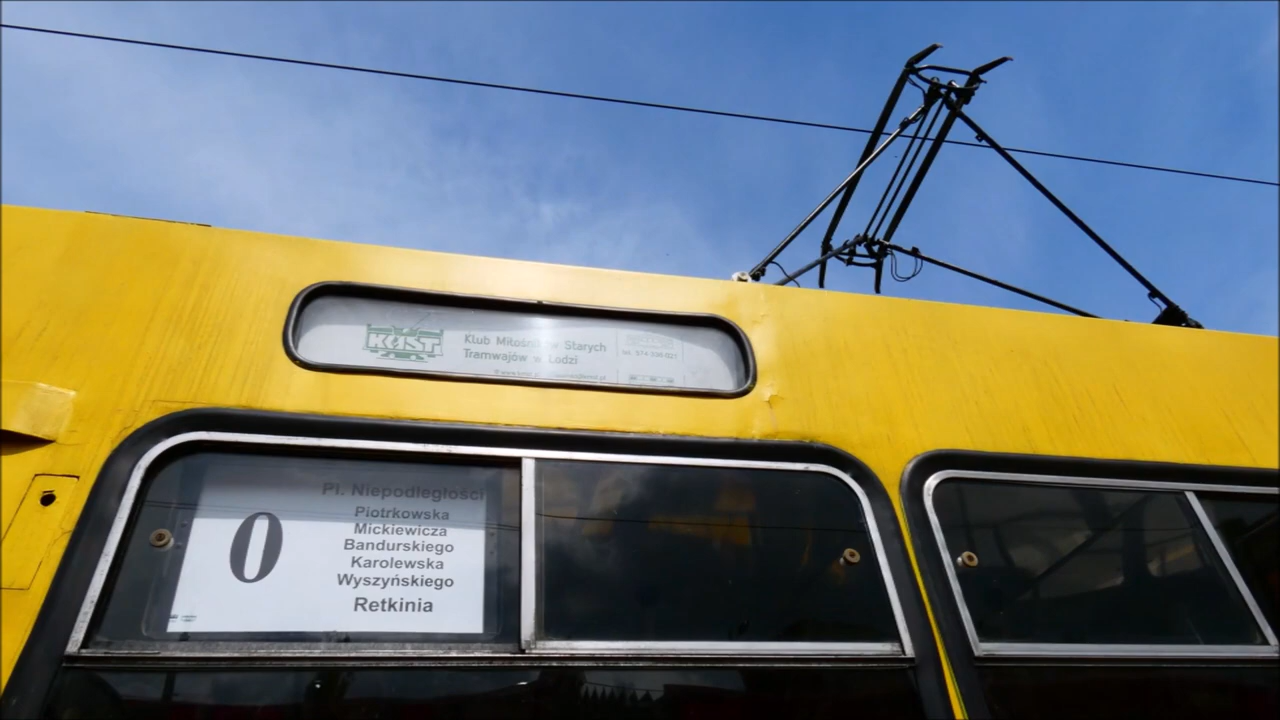 KMST
Klub Miłośników Starych
Tramwajów w Łodzi
0
Pl. Niepodległości
Piotrkowska
Mickiewicza
Bandurskiego
Karolewska
Wyszyńskiego
Retkinia